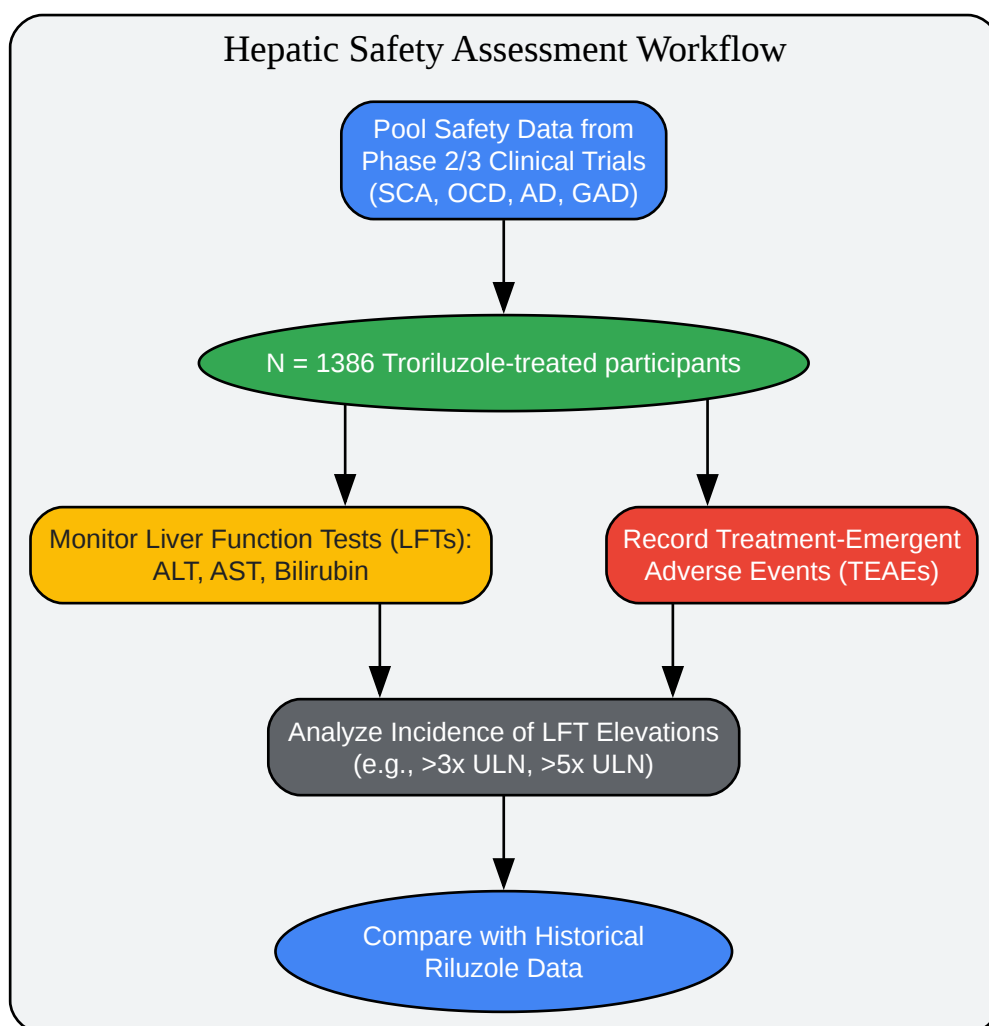 Hepatic Safety Assessment Workflow
Pool Safety Data from
Phase 2/3 Clinical Trials
(SCA, OCD, AD, GAD)
N = 1386 Troriluzole-treated participants
Monitor Liver Function Tests (LFTs):
ALT, AST, Bilirubin
Record Treatment-Emergent
Adverse Events (TEAEs)
Analyze Incidence of LFT Elevations
(e.g., >3x ULN, >5x ULN)
Compare with Historical
Riluzole Data